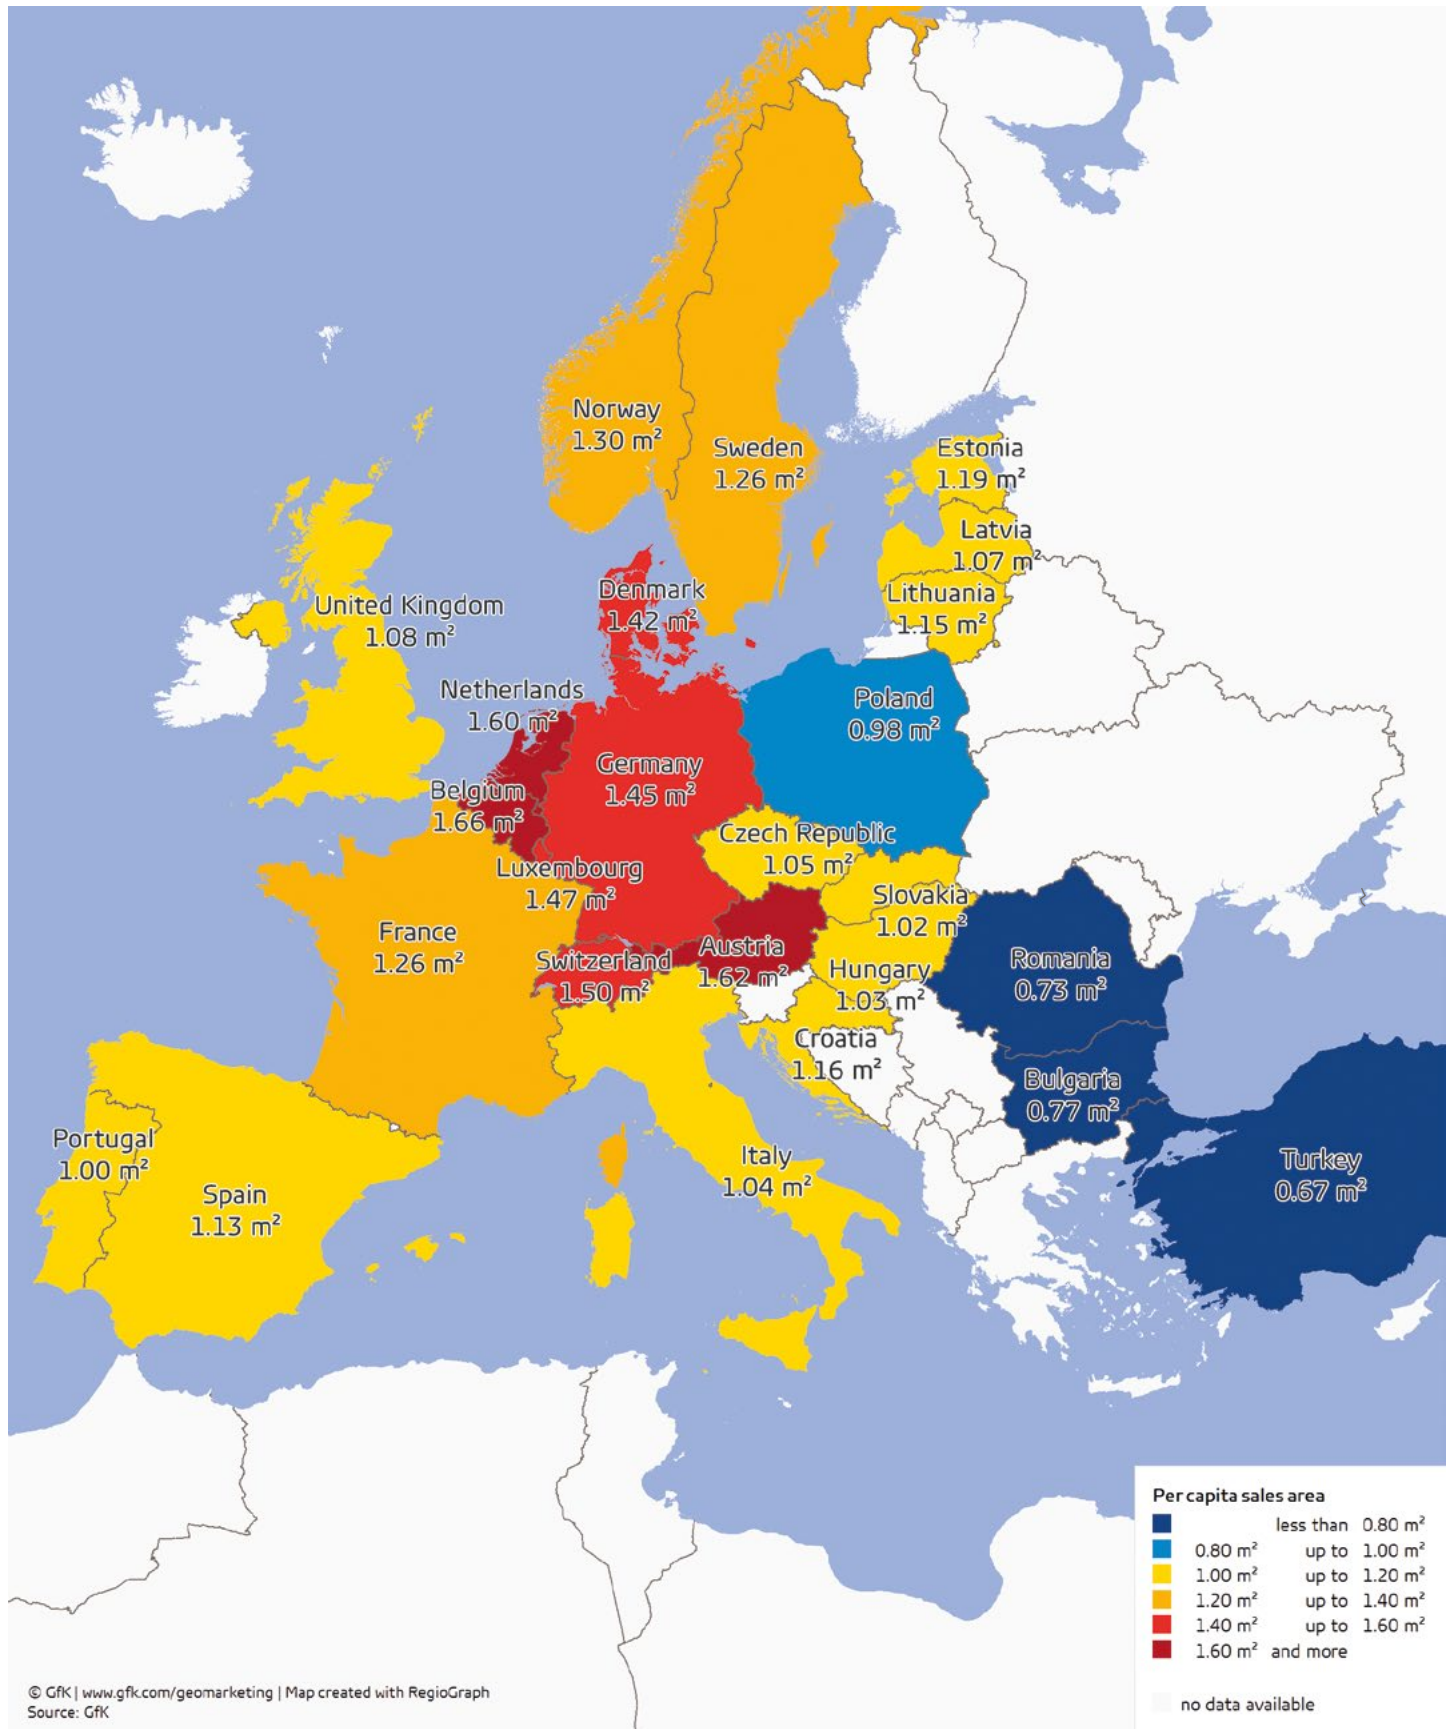 Norway
1.30 m²
Sweden
1.26 m²
Estonia
1.19 m²
Latvia
1.07 m²
Denmark
1.42 m²
Lithuania
1.15 m²
United Kingdom
1.08 m²
Netherlands
1.60 m²
Poland
0.98 m²
Germany
1.45 m²
Belgium
1.66 m²
Czech Republic
1.05 m²
Luxembourg
1.47 m²
Slovakia
1.02 m²
France
1.26 m²
Switzerland
1.50 m²
Austria
1.62 m²
Hungary
1.03 m²
Romania
0.73 m²
Croatia
1.16 m²
Bulgaria
0.77 m²
Portugal
1.00 m²
Spain
1.13 m²
Italy
1.04 m²
Turkey
0.67 m²
Per capita sales area
less than 0.80 m²
0.80 m² up to 1.00 m²
1.00 m² up to 1.20 m²
1.20 m² up to 1.40 m²
1.40 m² up to 1.60 m²
1.60 m² and more
no data available
© GfK | www.gfk.com/geomarketing | Map created with RegioGraph
Source: GfK